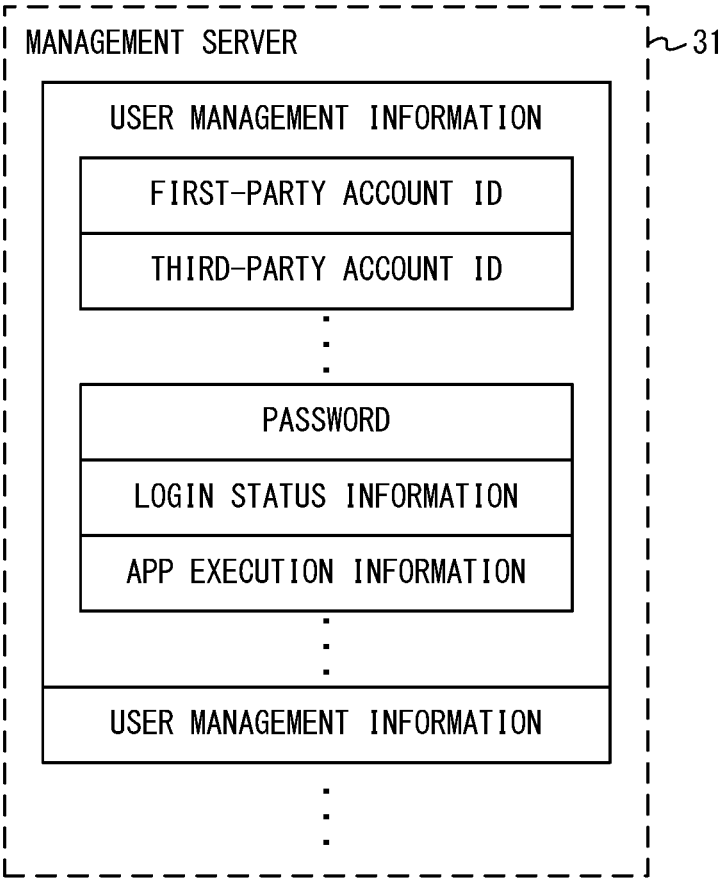 MANAGEMENT SERVER
31
USER MANAGEMENT INFORMATION
FIRST-PARTY ACCOUNT ID
THIRD-PARTY ACCOUNT ID
PASSWORD
LOGIN STATUS INFORMATION
APP EXECUTION INFORMATION
USER MANAGEMENT INFORMATION